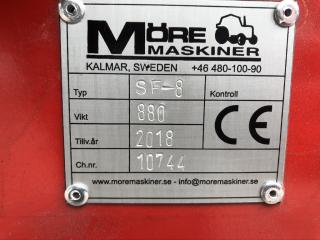 MÖRE
MASKINER
KALMAR, SWEDEN +46 480-100-90
Typ SF-8 Kontroll
Vikt 880
Tillv.år 2018 CE
Ch.nr. 10744
www.moremaskiner.se - info@moremaskiner.se